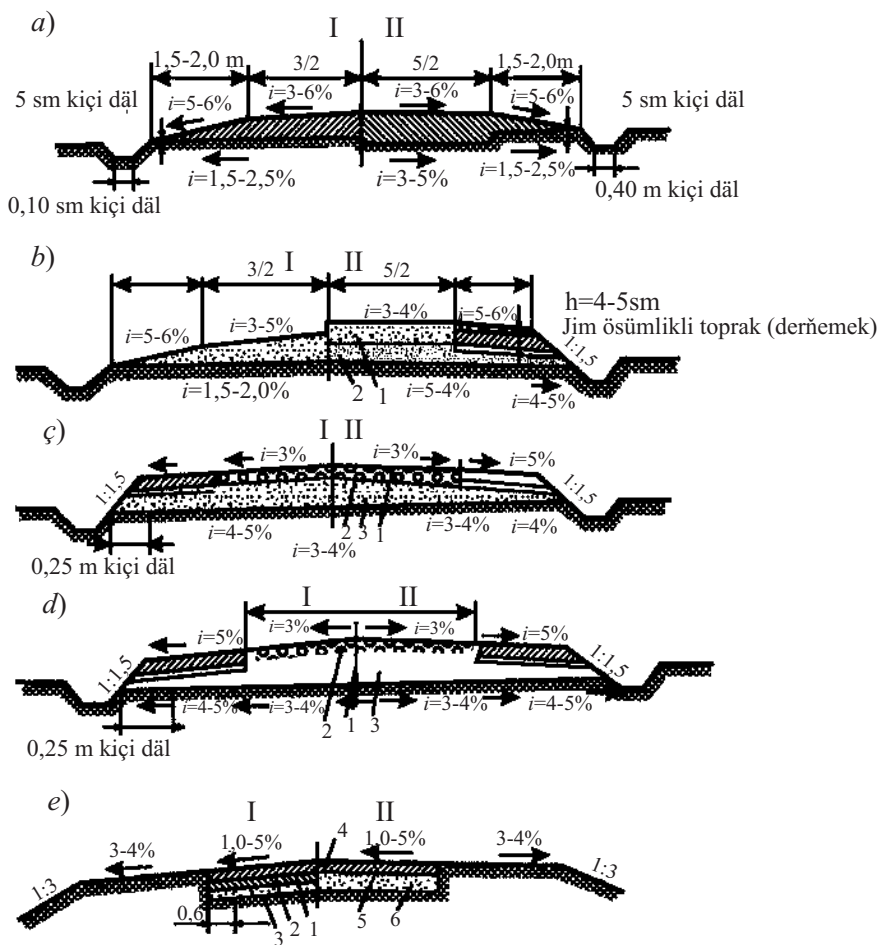 a)
I II
1,5-2,0 m 3/2 5/2 1,5-2,0m
5 sm kiçi däl i=5-6% i=3-6% i=3-6% i=5-6% 5 sm kiçi däl
i=1,5-2,5% i=3-5% i=1,5-2,5%
0,10 sm kiçi däl 0,40 m kiçi däl
b)
3/2 I II 5/2
i=5-6% i=3-5% i=3-4% i=5-6% h=4-5sm
Jim ösümlikli toprak (derňemek)
1:1,5
i=1,5-2,0% 2 1 i=5-4% i=4-5%
ç)
I II
i=3% i=3% i=5%
1:1,5 1:1,5
i=4-5% 2 3 1 i=3-4% i=4%
i=3-4%
0,25 m kiçi däl
d)
I II
i=5% i=3% i=3% i=5%
1:1,5 1:1,5
i=4-5% i=3-4% 2 1 3 i=3-4% i=4-5%
0,25 m kiçi däl
e)
I II
3-4% 1,0-5% 4 1,0-5% 3-4%
1:3 1:3
0,6 3 2 1 5 6